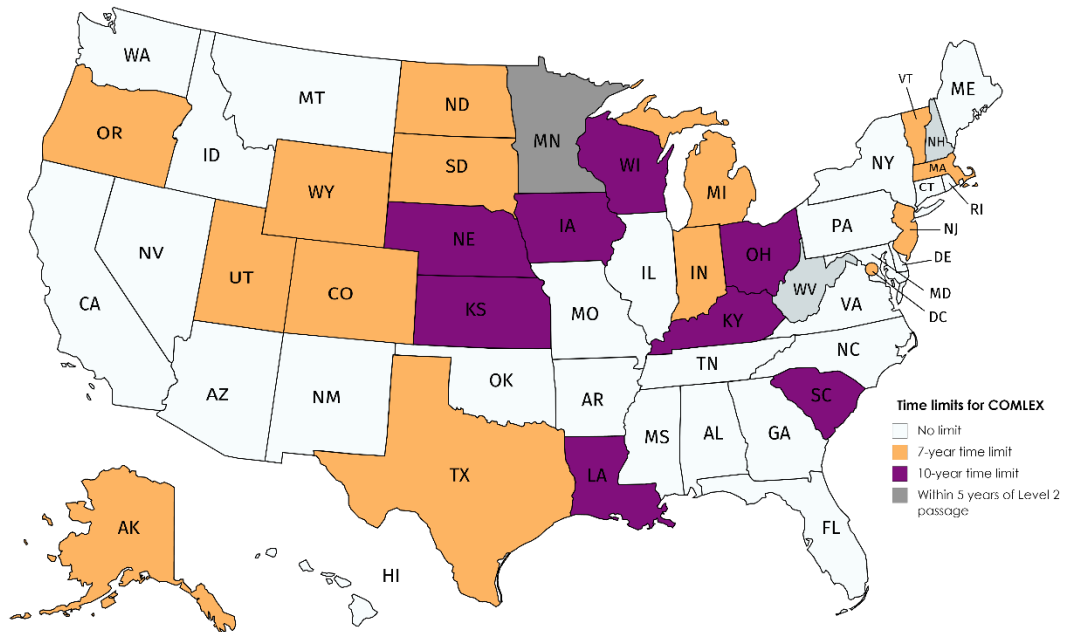 WA
MT
ND
MN
OR
ID
WY
SD
WI
MI
VT
ME
NH
NY
MA
CT
RI
NV
UT
CO
NE
IA
IL
IN
OH
PA
NJ
DE
MD
DC
WV
VA
CA
KS
MO
KY
AZ
NM
OK
AR
TN
NC
SC
MS
AL
GA
TX
LA
FL
AK
HI
Time limits for COMLEX
No limit
7-year time limit
10-year time limit
Within 5 years of Level 2
passage